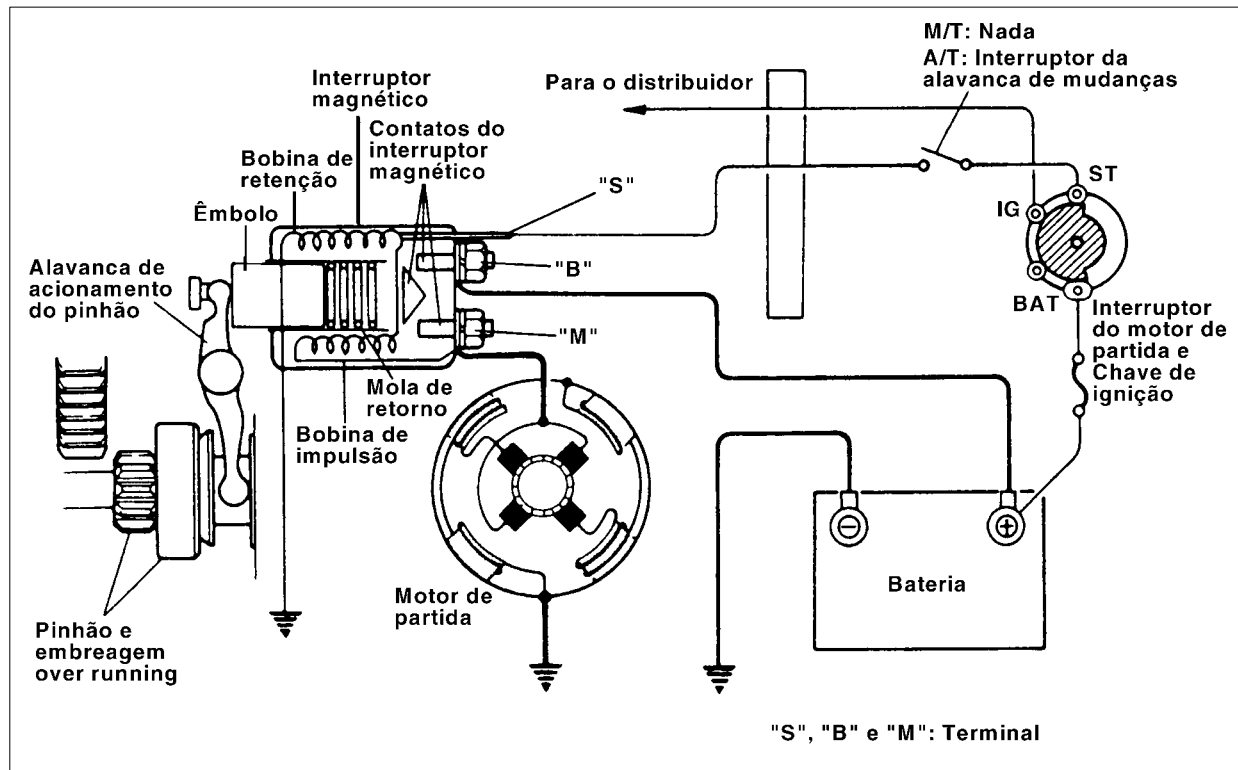 M/T: Nada
A/T: Interruptor da
alavanca de mudanças
Interruptor
magnético
Para o distribuidor
Contatos do
interruptor
magnético
Bobina de
retenção
"S"
ST
Êmbolo
IG
Alavanca de
acionamento
do pinhão
"B"
BAT
Interruptor
do motor de
partida e
Chave de
ignição
"M"
Mola de
retorno
Bobina de
impulsão
Bateria
Motor de
partida
Pinhão e
embreagem
over running
"S", "B" e "M": Terminal